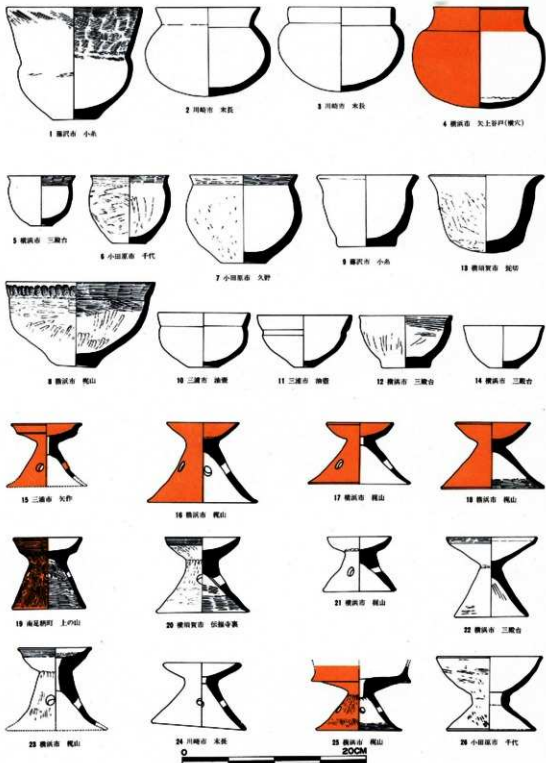 1 藤沢市 小糸
2 川崎市 末長
3 川崎市 末長
4 横浜市 矢上谷戸(横穴)
5 横浜市 三殿台
6 小田原市 千代
7 小田原市 久野
9 藤沢市 小糸
13 横須賀市 鉈切
8 横浜市 梶山
10 三浦市 油壺
11 三浦市 油壺
12 横浜市 三殿台
14 横浜市 三殿台
15 三浦市 矢作
16 横浜市 梶山
17 横浜市 梶山
18 横浜市 梶山
19 南足柄町 上の山
20 横須賀市 伝福寺裏
21 横浜市 梶山
22 横浜市 三殿台
23 横浜市 梶山
24 川崎市 末長
25 横浜市 梶山
26 小田原市 千代
0 20CM